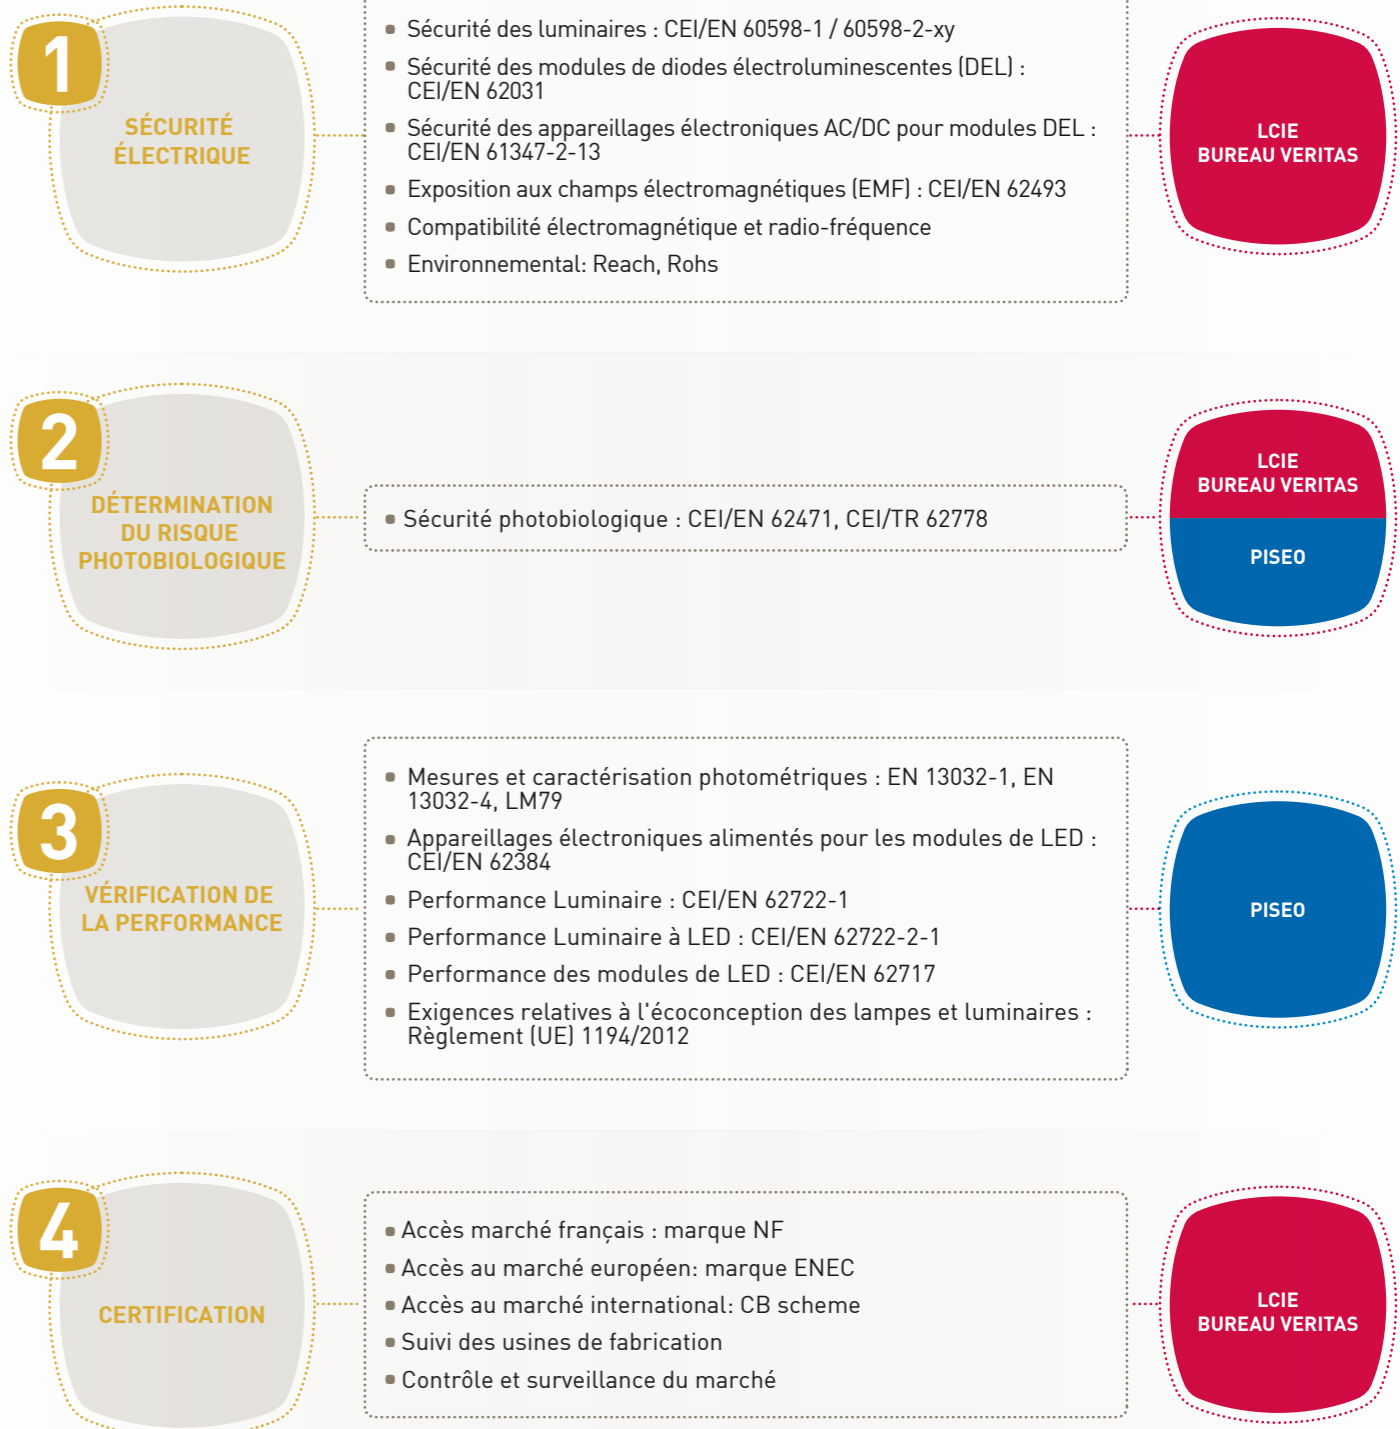 1
SÉCURITÉ
ÉLECTRIQUE
Sécurité des luminaires : CEI/EN 60598-1 / 60598-2-xy
Sécurité des modules de diodes électroluminescentes (DEL) :
CEI/EN 62031
Sécurité des appareillages électroniques AC/DC pour modules DEL :
CEI/EN 61347-2-13
Exposition aux champs électromagnétiques (EMF) : CEI/EN 62493
Compatibilité électromagnétique et radio-fréquence
Environnemental: Reach, Rohs
LCIE
BUREAU VERITAS
2
DÉTERMINATION
DU RISQUE
PHOTOBIOLOGIQUE
Sécurité photobiologique : CEI/EN 62471, CEI/TR 62778
LCIE
BUREAU VERITAS
PISEO
3
VÉRIFICATION DE
LA PERFORMANCE
Mesures et caractérisation photométriques : EN 13032-1, EN
13032-4, LM79
Appareillages électroniques alimentés pour les modules de LED :
CEI/EN 62384
Performance Luminaire : CEI/EN 62722-1
Performance Luminaire à LED : CEI/EN 62722-2-1
Performance des modules de LED : CEI/EN 62717
Exigences relatives à l'écoconception des lampes et luminaires :
Règlement (UE) 1194/2012
PISEO
4
CERTIFICATION
Accès marché français : marque NF
Accès au marché européen: marque ENEC
Accès au marché international: CB scheme
Suivi des usines de fabrication
Contrôle et surveillance du marché
LCIE
BUREAU VERITAS